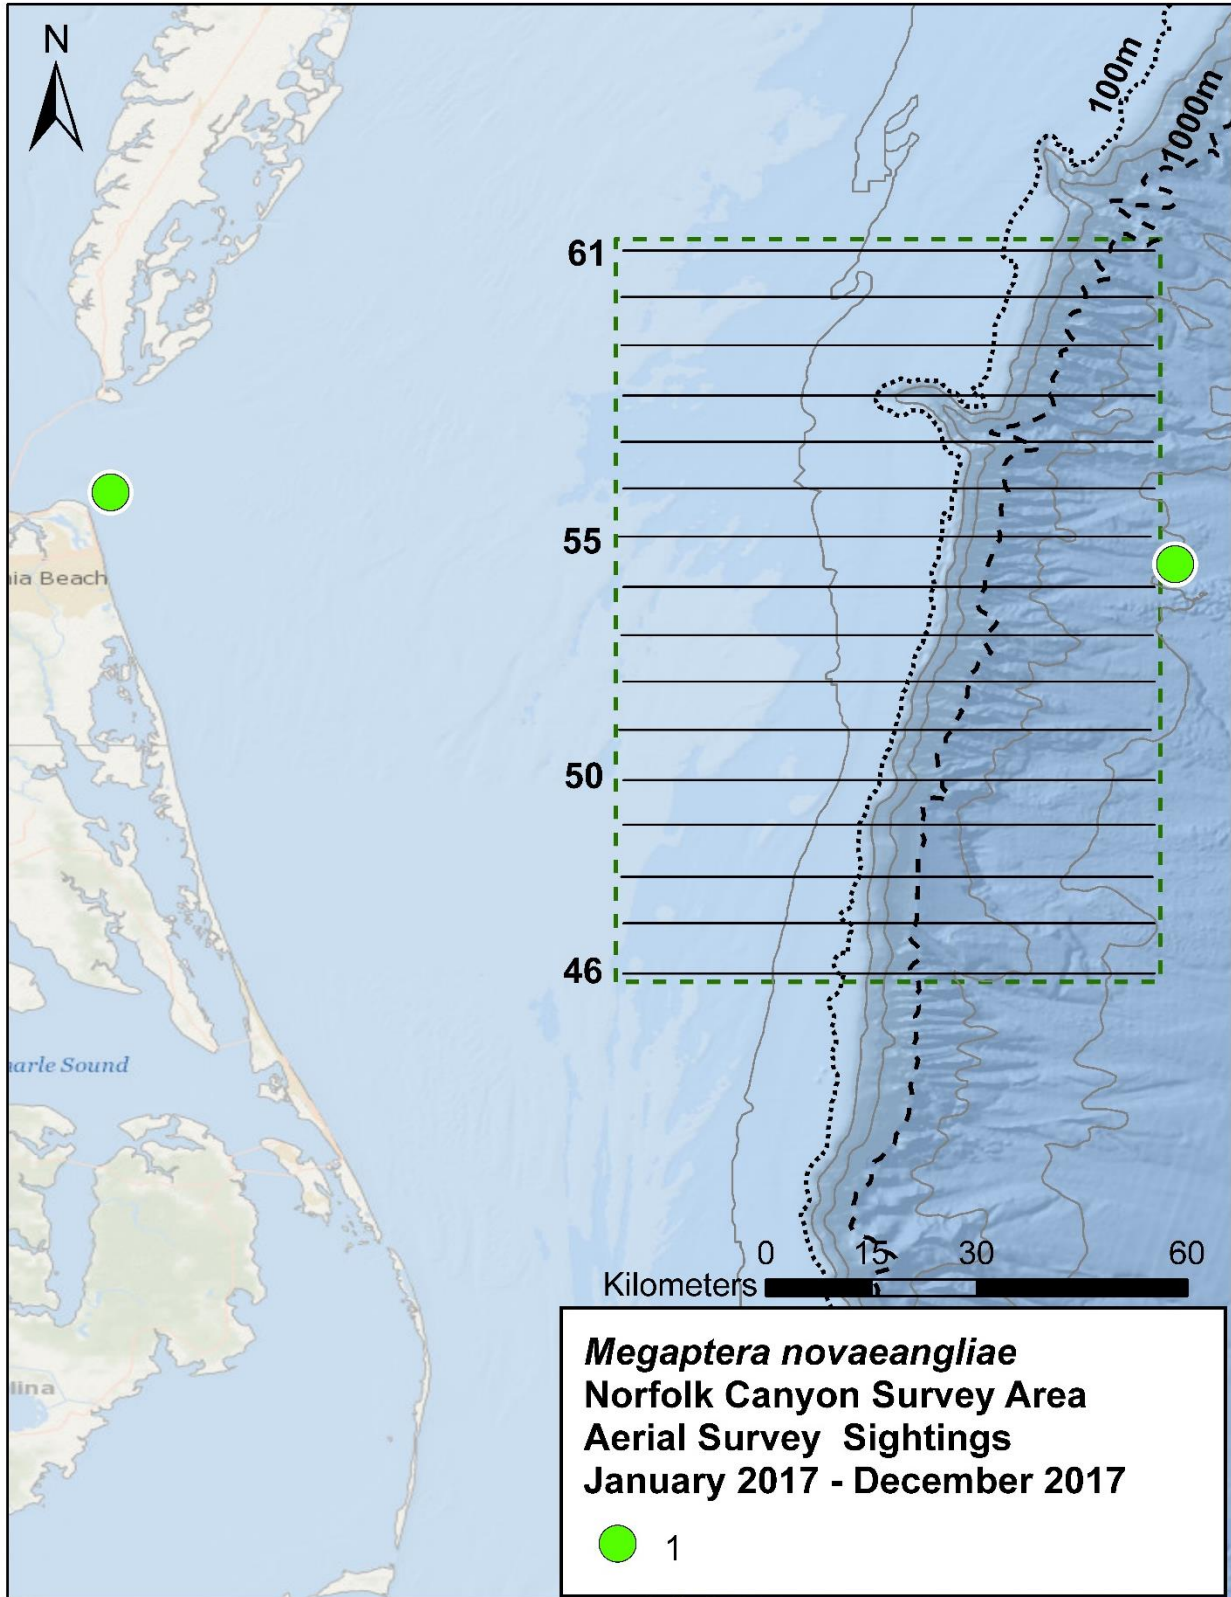 N
100m
1000m
61
55
nia Beach
50
46
arle Sound
0 15 30 60
Kilometers
lina
Megaptera novaeangliae
Norfolk Canyon Survey Area
Aerial Survey  Sightings
January 2017 - December 2017
1